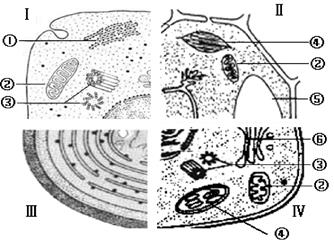 I
II
①
②
③
④
②
⑤
⑥
③
②
④
III
IV